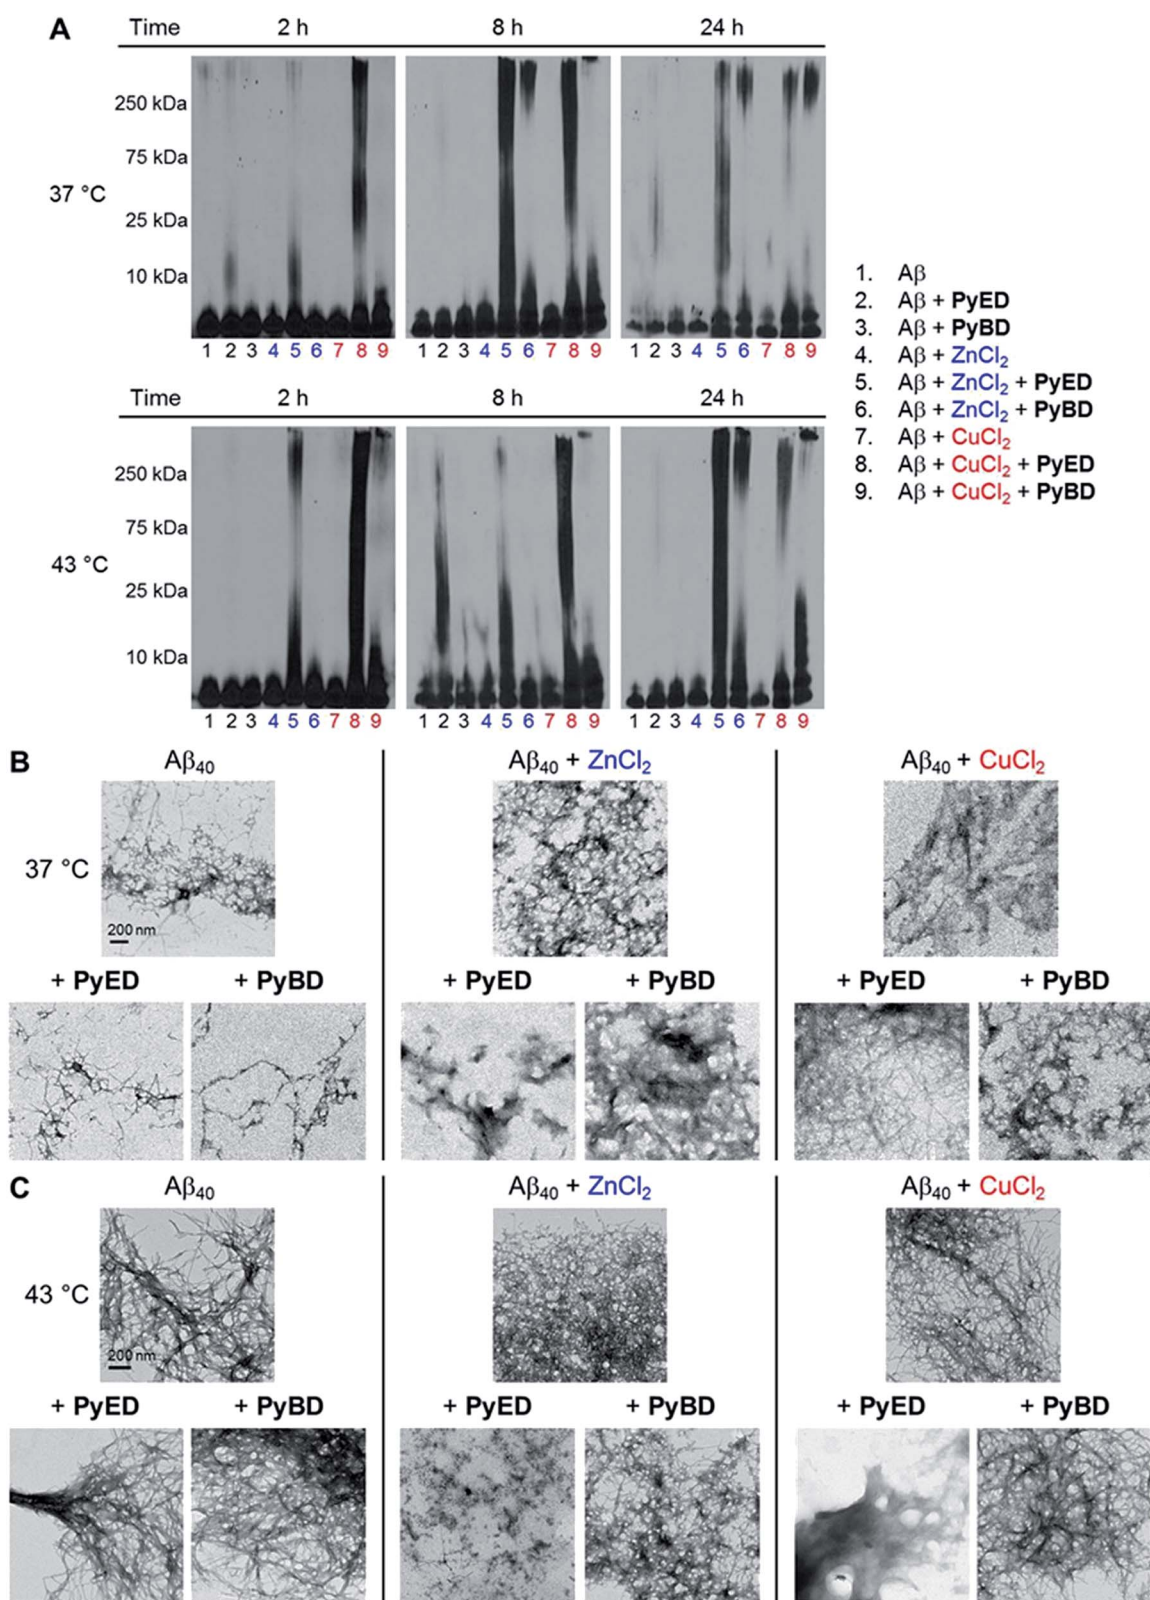 A Time 2 h 8 h 24 h
250 kDa
75 kDa
37 °C
25 kDa
10 kDa
1 2 3 4 5 6 7 8 9 1 2 3 4 5 6 7 8 9 1 2 3 4 5 6 7 8 9
1. Aβ
2. Aβ + PyED
3. Aβ + PyBD
4. Aβ + ZnCl₂
5. Aβ + ZnCl₂ + PyED
6. Aβ + ZnCl₂ + PyBD
7. Aβ + CuCl₂
8. Aβ + CuCl₂ + PyED
9. Aβ + CuCl₂ + PyBD
Time 2 h 8 h 24 h
250 kDa
75 kDa
43 °C
25 kDa
10 kDa
1 2 3 4 5 6 7 8 9 1 2 3 4 5 6 7 8 9 1 2 3 4 5 6 7 8 9
B Aβ₄₀ Aβ₄₀ + ZnCl₂ Aβ₄₀ + CuCl₂
37 °C
200 nm
+ PyED + PyBD + PyED + PyBD + PyED + PyBD
C Aβ₄₀ Aβ₄₀ + ZnCl₂ Aβ₄₀ + CuCl₂
43 °C
200 nm
+ PyED + PyBD + PyED + PyBD + PyED + PyBD